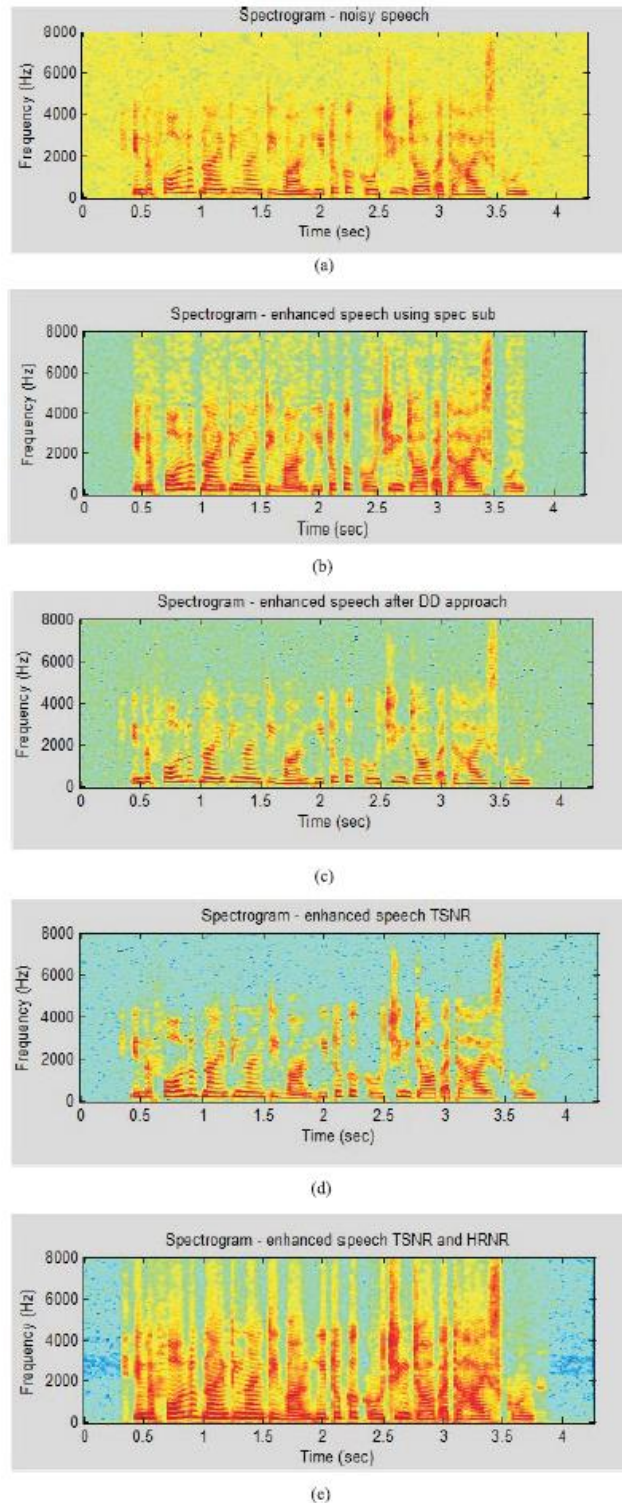 Spectrogram - noisy speech
8000
6000
4000
2000
0
Frequency (Hz)
0 0.5 1 1.5 2 2.5 3 3.5 4
Time (sec)
(a)
Spectrogram - enhanced speech using spec sub
8000
6000
4000
2000
0
Frequency (Hz)
0 0.5 1 1.5 2 2.5 3 3.5 4
Time (sec)
(b)
Spectrogram - enhanced speech after DD approach
8000
6000
4000
2000
0
Frequency (Hz)
0 0.5 1 1.5 2 2.5 3 3.5 4
Time (sec)
(c)
Spectrogram - enhanced speech TSNR
8000
6000
4000
2000
0
Frequency (Hz)
0 0.5 1 1.5 2 2.5 3 3.5 4
Time (sec)
(d)
Spectrogram - enhanced speech TSNR and HRNR
8000
6000
4000
2000
0
Frequency (Hz)
0 0.5 1 1.5 2 2.5 3 3.5 4
Time (sec)
(e)